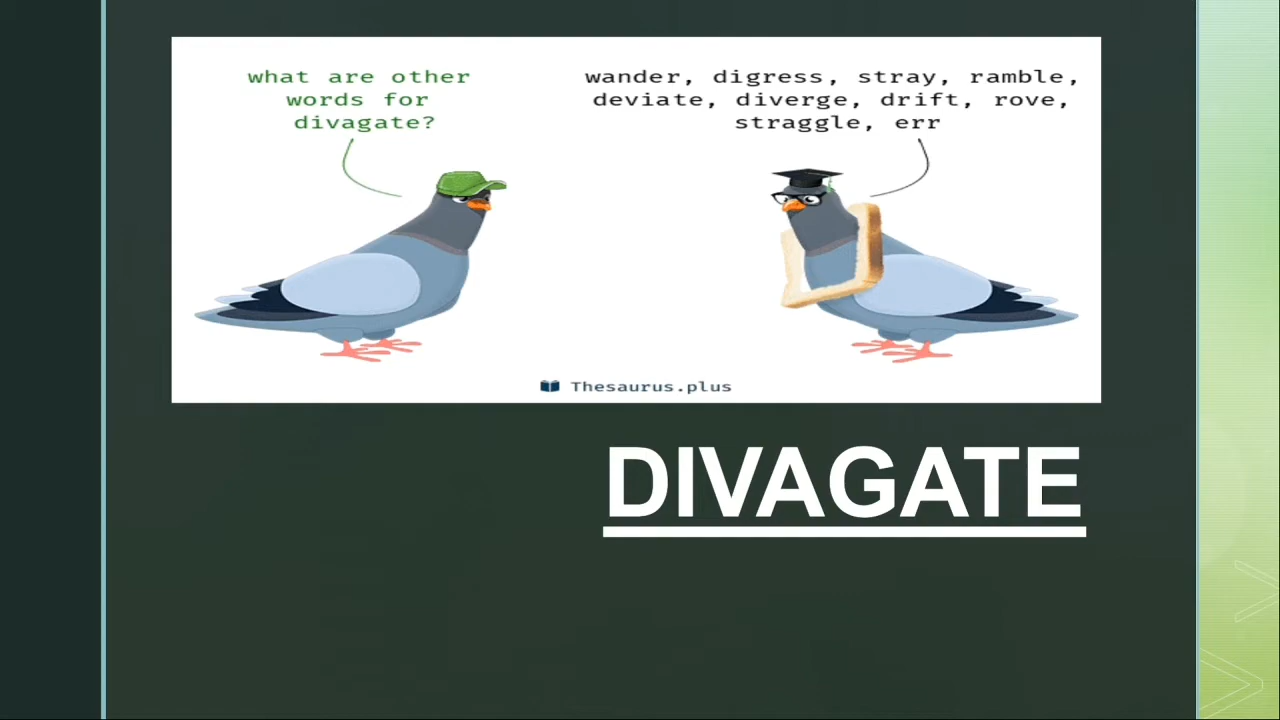 what are other
words for
divagate?
wander, digress, stray, ramble,
deviate, diverge, drift, rove,
straggle, err
Thesaurus.plus
DIVAGATE